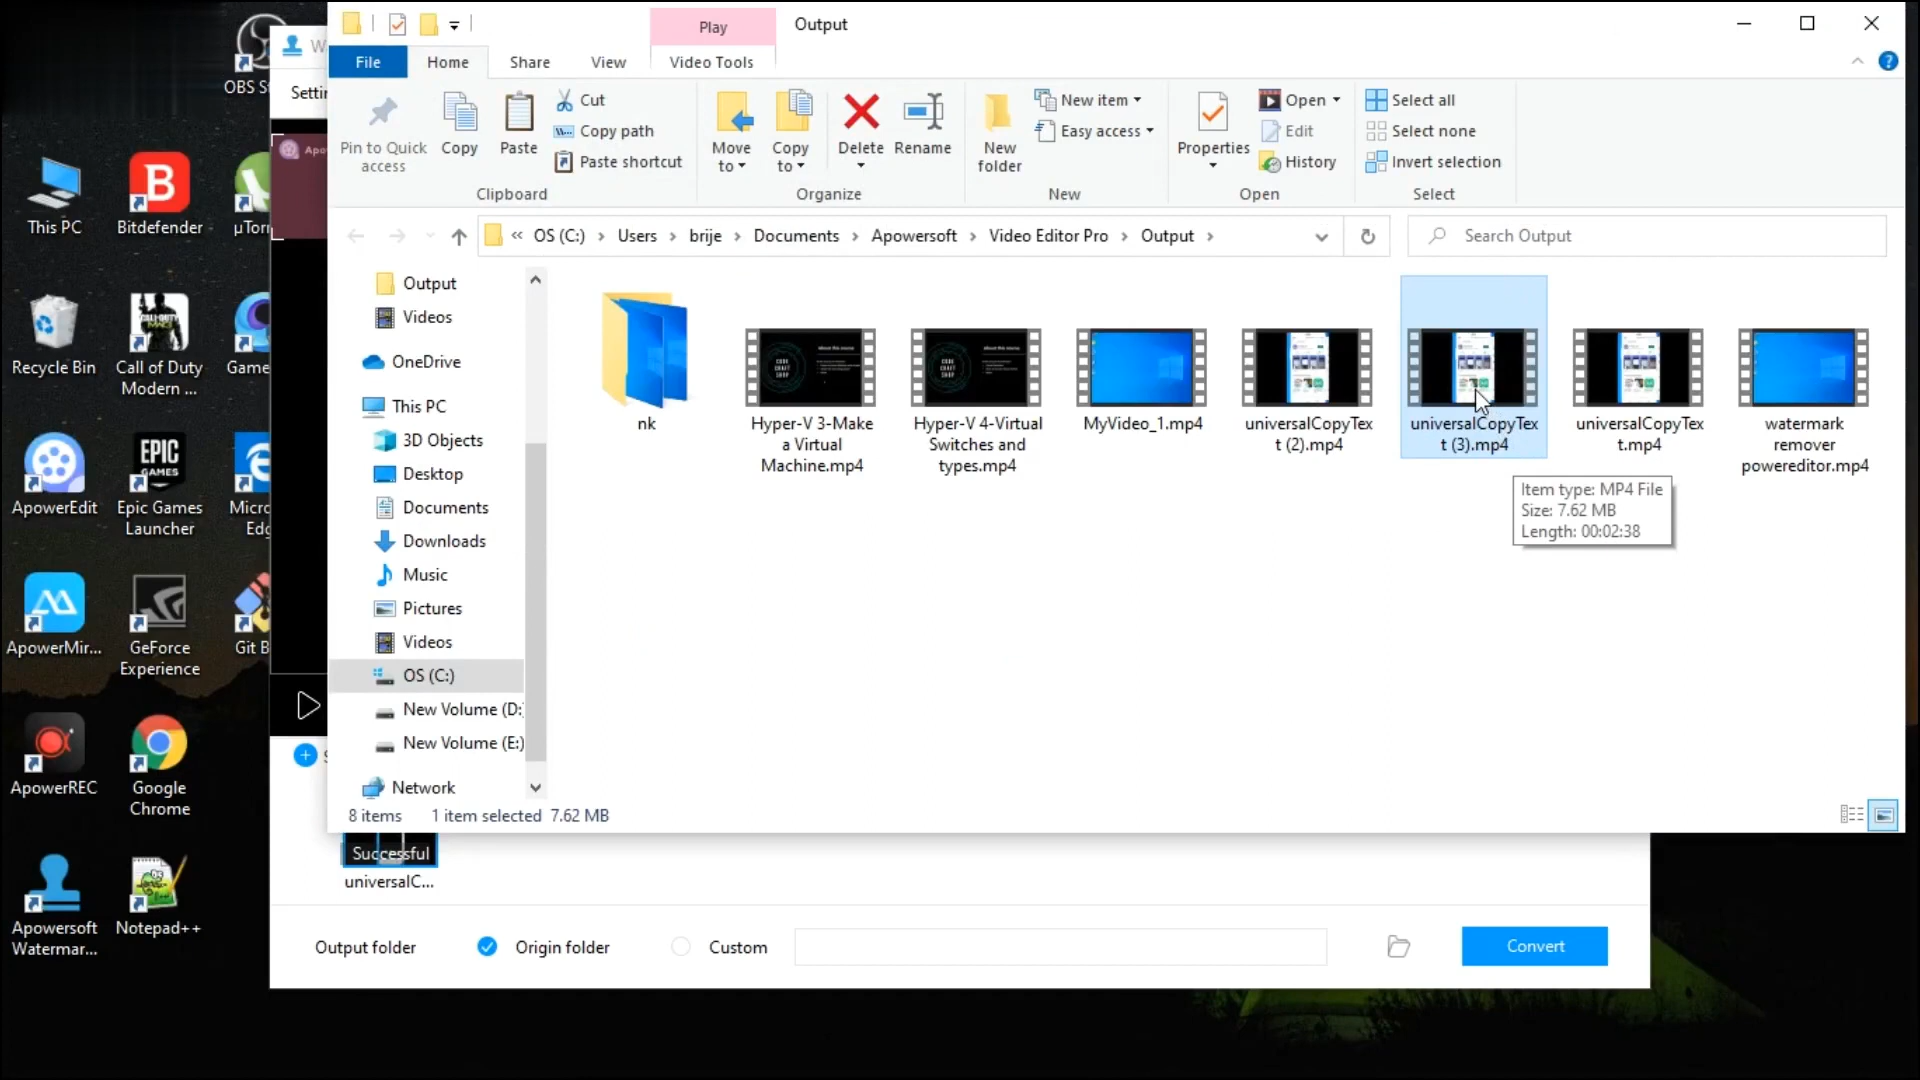 OBS St
This PC
Bitdefender
µTorr
Recycle Bin
Call of Duty
Modern ...
Game
ApowerEdit
Epic Games
Launcher
Micro
Edg
ApowerMir...
GeForce
Experience
Git B
ApowerREC
Google
Chrome
Apowersoft
Watermar...
Notepad++
W
Settin
Apo
Play
Output
File
Home
Share
View
Video Tools
Pin to Quick
access
Copy
Paste
Cut
Copy path
Paste shortcut
Clipboard
Move
to
Copy
to
Delete
Rename
Organize
New
folder
New item
Easy access
New
Properties
Open
Edit
History
Open
Select all
Select none
Invert selection
Select
« OS (C:) › Users › brije › Documents › Apowersoft › Video Editor Pro › Output ›
Search Output
Output
Videos
OneDrive
This PC
3D Objects
Desktop
Documents
Downloads
Music
Pictures
Videos
OS (C:)
New Volume (D:
New Volume (E:)
Network
nk
Hyper-V 3-Make
a Virtual
Machine.mp4
Hyper-V 4-Virtual
Switches and
types.mp4
MyVideo_1.mp4
universalCopyTex
t (2).mp4
universalCopyTex
t (3).mp4
universalCopyTex
t.mp4
watermark
remover
powereditor.mp4
Item type: MP4 File
Size: 7.62 MB
Length: 00:02:38
8 items 1 item selected 7.62 MB
Successful
universalC...
Output folder
Origin folder
Custom
Convert